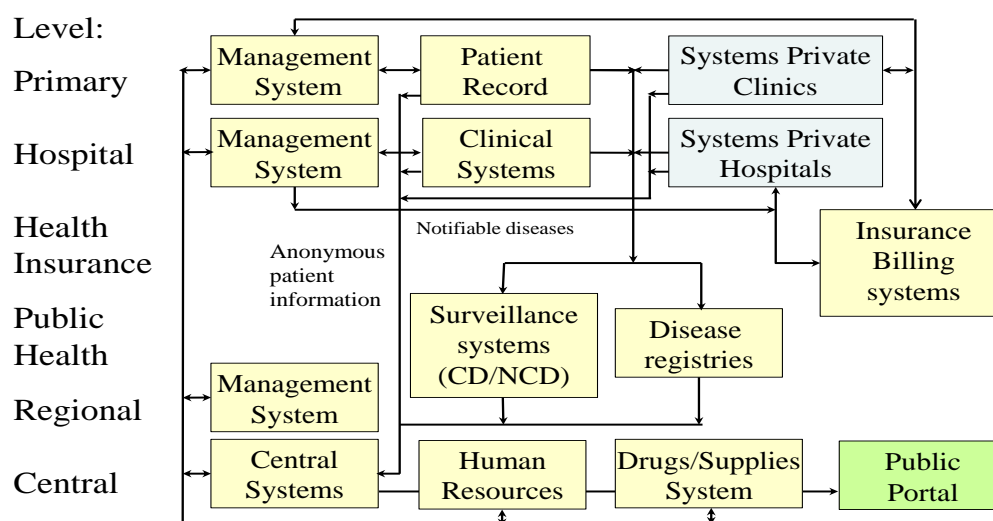 Level:
Primary
Management
System
Patient
Record
Systems Private
Clinics
Hospital
Management
System
Clinical
Systems
Systems Private
Hospitals
Health
Insurance
Notifiable diseases
Anonymous
patient
information
Insurance
Billing
systems
Public
Health
Surveillance
systems
(CD/NCD)
Disease
registries
Regional
Management
System
Central
Central
Systems
Human
Resources
Drugs/Supplies
System
Public
Portal